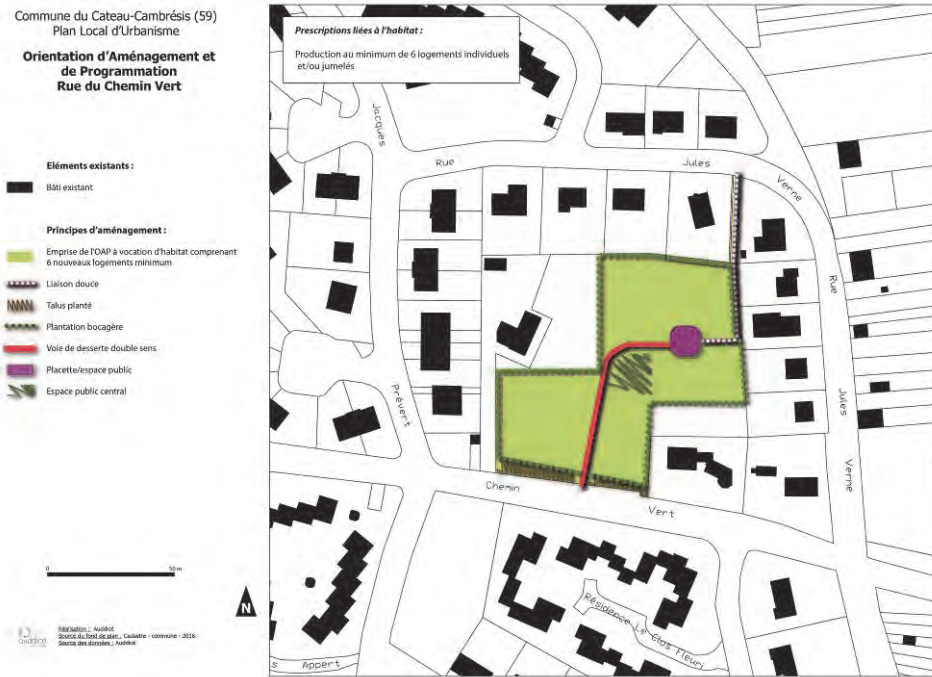 Commune du Cateau-Cambrésis (59)
Plan Local d'Urbanisme
Orientation d'Aménagement et
de Programmation
Rue du Chemin Vert
Eléments existants :
Bâti existant
Principes d'aménagement :
Emprise de l'OAP à vocation d'habitat comprenant
6 nouveaux logements minimum
Liaison douce
Talus planté
Plantation bocagère
Voie de desserte double sens
Placette/espace public
Espace public central
0 50 m
N
auddicé
Réalisation : Auddicé
Source du fond de plan : Cadastre - commune - 2016
Source des données : Auddicé
Prescriptions liées à l'habitat :
Production au minimum de 6 logements individuels
et/ou jumelés
Jacques
Prévert
Rue
Jules
Verne
Rue
Jules
Verne
Chemin
Vert
Résidence Le Clos Fleuri
s Appert